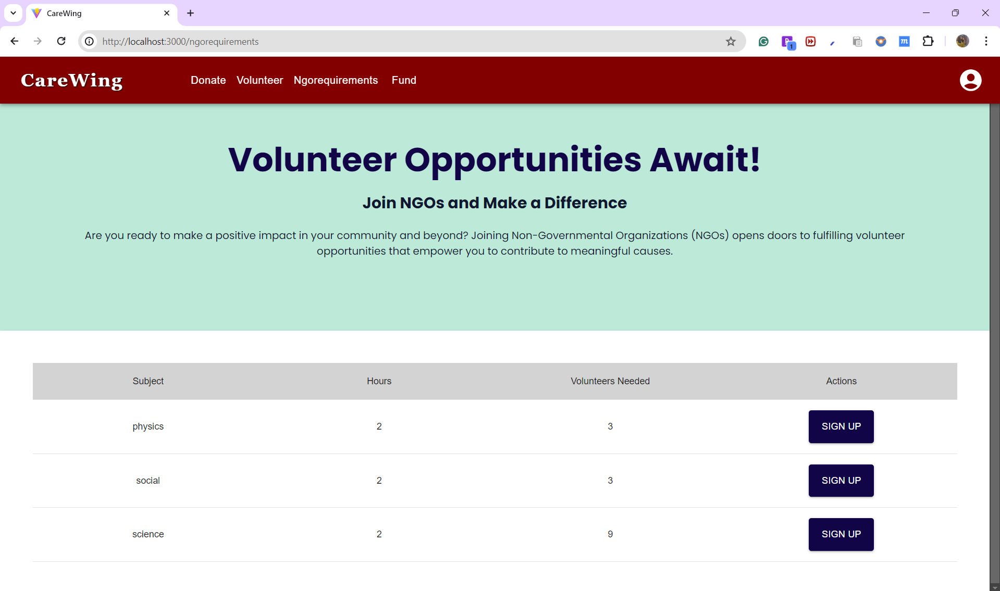 CareWing
http://localhost:3000/ngorequirements
1
m
CareWing
Donate Volunteer Ngorequirements Fund
Volunteer Opportunities Await!
Join NGOs and Make a Difference
Are you ready to make a positive impact in your community and beyond? Joining Non-Governmental Organizations (NGOs) opens doors to fulfilling volunteer
opportunities that empower you to contribute to meaningful causes.
Subject Hours Volunteers Needed Actions
physics 2 3 SIGN UP
social 2 3 SIGN UP
science 2 9 SIGN UP